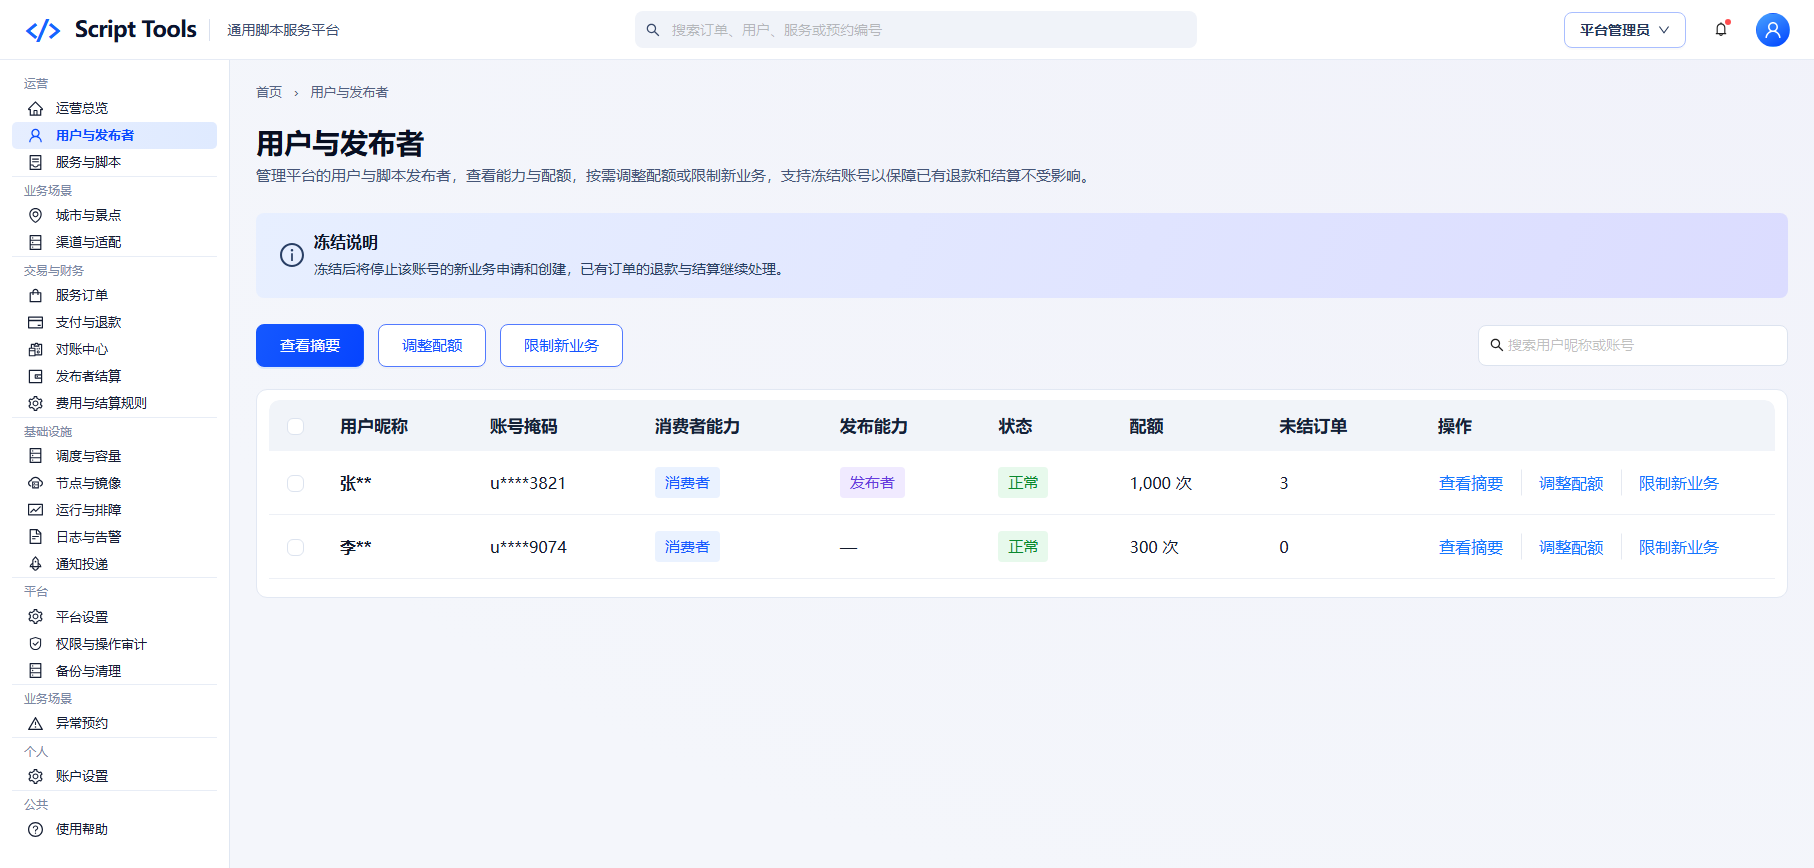 Script Tools 通用脚本服务平台 搜索订单、用户、服务或预约编号 平台管理员
运营
运营总览
用户与发布者
服务与脚本
业务场景
城市与景点
渠道与适配
交易与财务
服务订单
支付与退款
对账中心
发布者结算
费用与结算规则
基础设施
调度与容量
节点与镜像
运行与排障
日志与告警
通知投递
平台
平台设置
权限与操作审计
备份与清理
业务场景
异常预约
个人
账户设置
公共
使用帮助
首页 › 用户与发布者
用户与发布者
管理平台的用户与脚本发布者，查看能力与配额，按需调整配额或限制新业务，支持冻结账号以保障已有退款和结算不受影响。
冻结说明
冻结后将停止该账号的新业务申请和创建，已有订单的退款与结算继续处理。
查看摘要 调整配额 限制新业务 搜索用户昵称或账号
用户昵称 账号掩码 消费者能力 发布能力 状态 配额 未结订单 操作
张** u****3821 消费者 发布者 正常 1,000 次 3 查看摘要 调整配额 限制新业务
李** u****9074 消费者 — 正常 300 次 0 查看摘要 调整配额 限制新业务